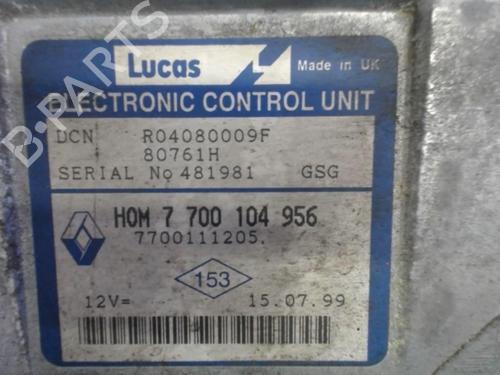 Lucas
Made in UK
ELECTRONIC CONTROL UNIT
DCN R04080009F
80761H
SERIAL No 481981 GSG
HOM 7 700 104 956
7700111205.
153
12V= 15.07.99
B-PARTS